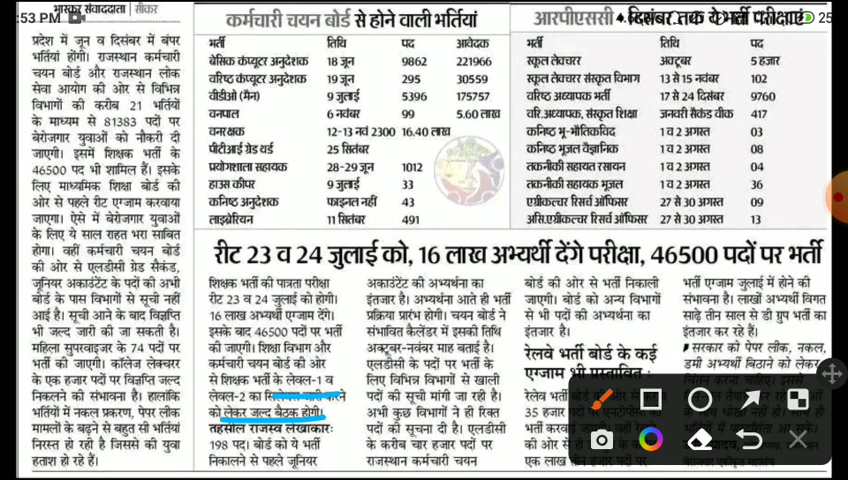 :53 PM
25
भास्कर संवाददाता | सीकर
प्रदेश में जून व दिसंबर में बंपर
भर्तियां होंगी। राजस्थान कर्मचारी
चयन बोर्ड और राजस्थान लोक
सेवा आयोग की ओर से विभिन्न
विभागों की करीब 21 भर्तियों
के माध्यम से 81383 पदों पर
बेरोजगार युवाओं को नौकरी दी
जाएगी। इसमें शिक्षक भर्ती के
46500 पद भी शामिल हैं। इसके
लिए माध्यमिक शिक्षा बोर्ड की
ओर से पहले रीट एग्जाम करवाया
जाएगा। ऐसे में बेरोजगार युवाओं
के लिए ये साल राहत भरा साबित
होगा। वहीं कर्मचारी चयन बोर्ड
की ओर से एलडीसी ग्रेड सैकंड,
जूनियर अकाउंटेंट के पदों की अभी
बोर्ड के पास विभागों से सूची नहीं
आई है। सूची आने के बाद विज्ञप्ति
भी जल्द जारी की जा सकती है।
महिला सुपरवाइजर के 74 पदों पर
भर्ती की जाएगी। कॉलेज लेक्चरर
के एक हजार पदों पर विज्ञप्ति जल्द
निकलने की संभावना है। हालांकि
भर्तियों में नकल प्रकरण, पेपर लीक
मामलों के बढ़ने से बहुत सी भर्तियां
निरस्त हो रही है जिससे की युवा
हताश हो रहे हैं।
कर्मचारी चयन बोर्ड से होने वाली भर्तियां
भर्ती तिथि पद आवेदक
बेसिक कंप्यूटर अनुदेशक 18 जून 9862 221966
वरिष्ठ कंप्यूटर अनुदेशक 19 जून 295 30559
वीडीओ (मैन) 9 जुलाई 5396 175757
वनपाल 6 नवंबर 99 5.60 लाख
वनरक्षक 12-13 नवं 2300 16.40 लाख
पीटीआई ग्रेड थर्ड 25 सितंबर
प्रयोगशाला सहायक 28-29 जून 1012
हाउस कीपर 9 जुलाई 33
कनिष्ठ अनुदेशक फाइनल नहीं 43
लाइब्रेरियन 11 सितंबर 491
आरपीएससी दिसंबर तक ये भर्ती परीक्षाएं
भर्ती तिथि पद
स्कूल लेक्चरर अक्टूबर 5 हजार
स्कूल लेक्चरर संस्कृत विभाग 13 से 15 नवंबर 102
वरिष्ठ अध्यापक भर्ती 17 से 24 दिसंबर 9760
वरि.अध्यापक, संस्कृत शिक्षा जनवरी सैकंड वीक 417
कनिष्ठ भू-भौतिकविद 1 व 2 अगस्त 03
कनिष्ठ भूजल वैज्ञानिक 1 व 2 अगस्त 08
तकनीकी सहायत रसायन 1 व 2 अगस्त 04
तकनीकी सहायक भूजल 1 व 2 अगस्त 36
एग्रीकल्चर रिसर्च ऑफिसर 27 से 30 अगस्त 09
असि.एग्रीकल्चर रिसर्च ऑफिसर 27 से 30 अगस्त 13
रीट 23 व 24 जुलाई को, 16 लाख अभ्यर्थी देंगे परीक्षा, 46500 पदों पर भर्ती
शिक्षक भर्ती की पात्रता परीक्षा
रीट 23 व 24 जुलाई को होगी।
16 लाख अभ्यर्थी एग्जाम देंगे।
इसके बाद 46500 पदों पर भर्ती
की जाएगी। शिक्षा विभाग और
कर्मचारी चयन बोर्ड की ओर
से शिक्षक भर्ती के लेवल-1 व
लेवल-2 का सिलेबस जारी करने
को लेकर जल्द बैठक होगी।
तहसील राजस्व लेखाकार:
198 पद। बोर्ड को ये भर्ती
निकालने से पहले जूनियर
अकाउंटेंट की अभ्यर्थना का
इंतजार है। अभ्यर्थना आते ही भर्ती
प्रक्रिया प्रारंभ होगी। चयन बोर्ड ने
संभावित कैलेंडर में इसकी तिथि
अक्टूबर-नवंबर माह बताई है।
एलडीसी के पदों पर भर्ती के
लिए विभिन्न विभागों से खाली
पदों की सूची मांगी जा रही है।
अभी कुछ विभागों ने ही रिक्त
पदों की सूचना दी है। एलडीसी
के करीब चार हजार पदों पर
राजस्थान कर्मचारी चयन
बोर्ड की ओर से भर्ती निकाली
जाएगी। बोर्ड को अन्य विभागों
से भी पदों की अभ्यर्थना का
इंतजार है।
रेलवे भर्ती बोर्ड के कई
एग्जाम भी प्रस्तावित :
रेलवे भर्ती
35 हजार
भर्ती
की ओर से
एक लाख तीन हजार पदों पर
भर्ती एग्जाम जुलाई में होने की
संभावना है। लाखों अभ्यर्थी विगत
साढ़े तीन साल से डी ग्रुप भर्ती का
इंतजार कर रहे हैं।
सरकार को पेपर लीक, नकल,
डमी अभ्यर्थी बिठाने को लेकर